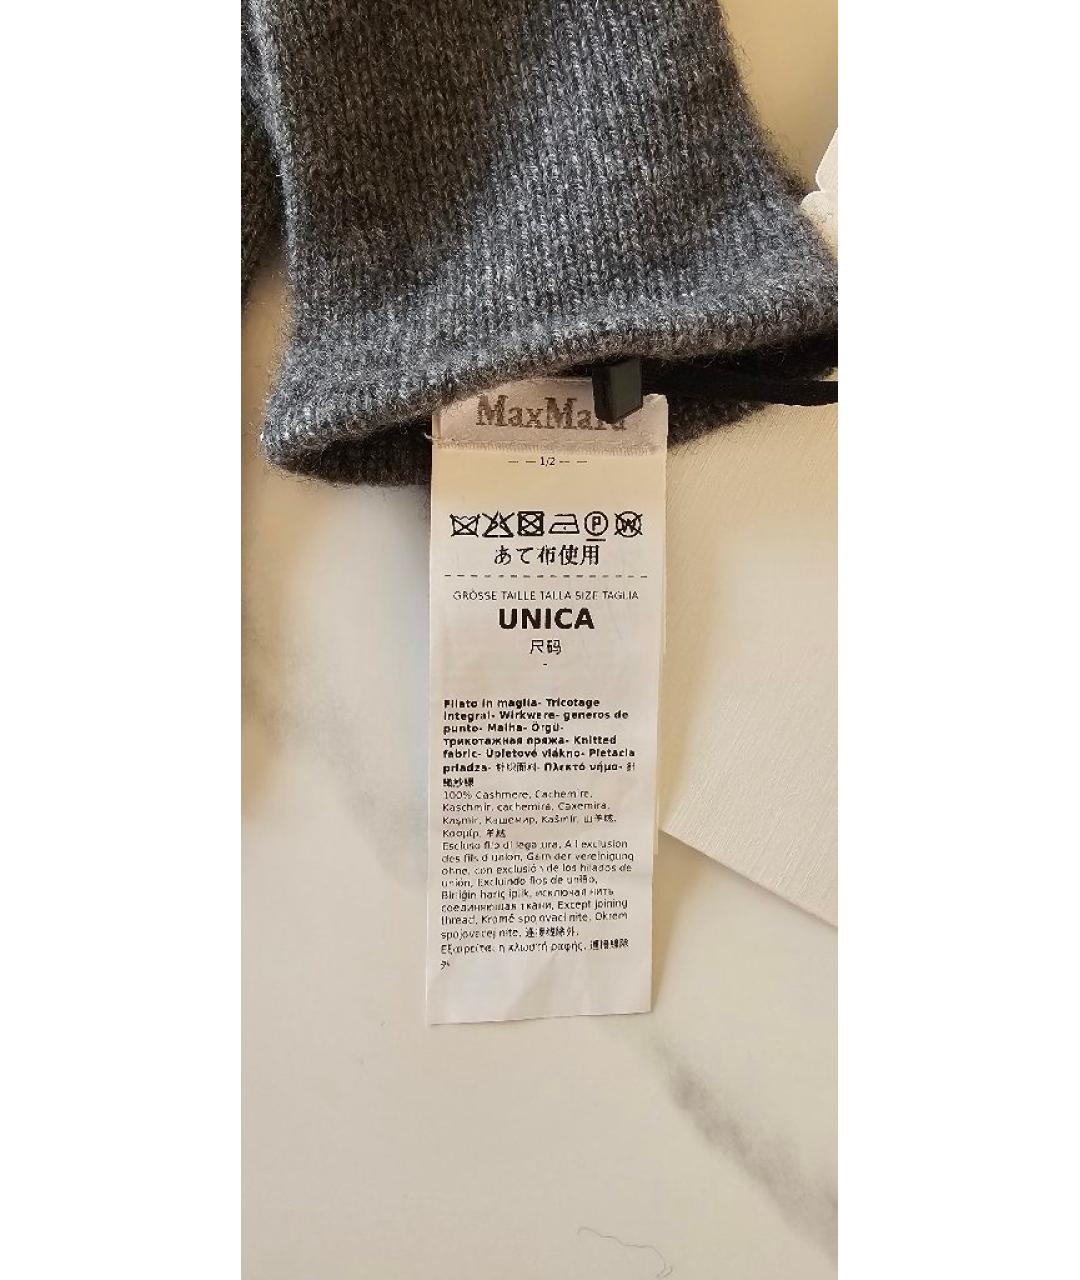 MaxMara
— — 1/2 — —
あて布使用
GRÖSSE TAILLE TALLA SIZE TAGLIA
UNICA
尺码
-
Filato in maglia- Tricotage
integral- Wirkwere- generos de
punto- Malha- Örgü-
трикотажная пряжа- Knitted
fabric- Úpletové vlákno- Pletacia
priadza- 针织面料- Πλεκτό νήμα- 針
織紗線
100% Cashmere, Cachemire,
Kaschmir, cachemira, Caxemira,
Kaşmir, Кашемир, Kašmír, 山羊绒,
Κασμίρ, 羊絨
Escluso filo di legatura, A l exclusion
des fils d union, Garn der vereinigung
ohne, con exclusión de los hilados de
unión, Excluindo fios de união,
Birliğin hariç iplik, исключая нить
соединяющая ткани, Except joining
thread, Kromě spojovací nite, Okrem
spojovacej nite, 连接线除外,
Εξαιρείται η κλωστή ραφής, 連接線除
外